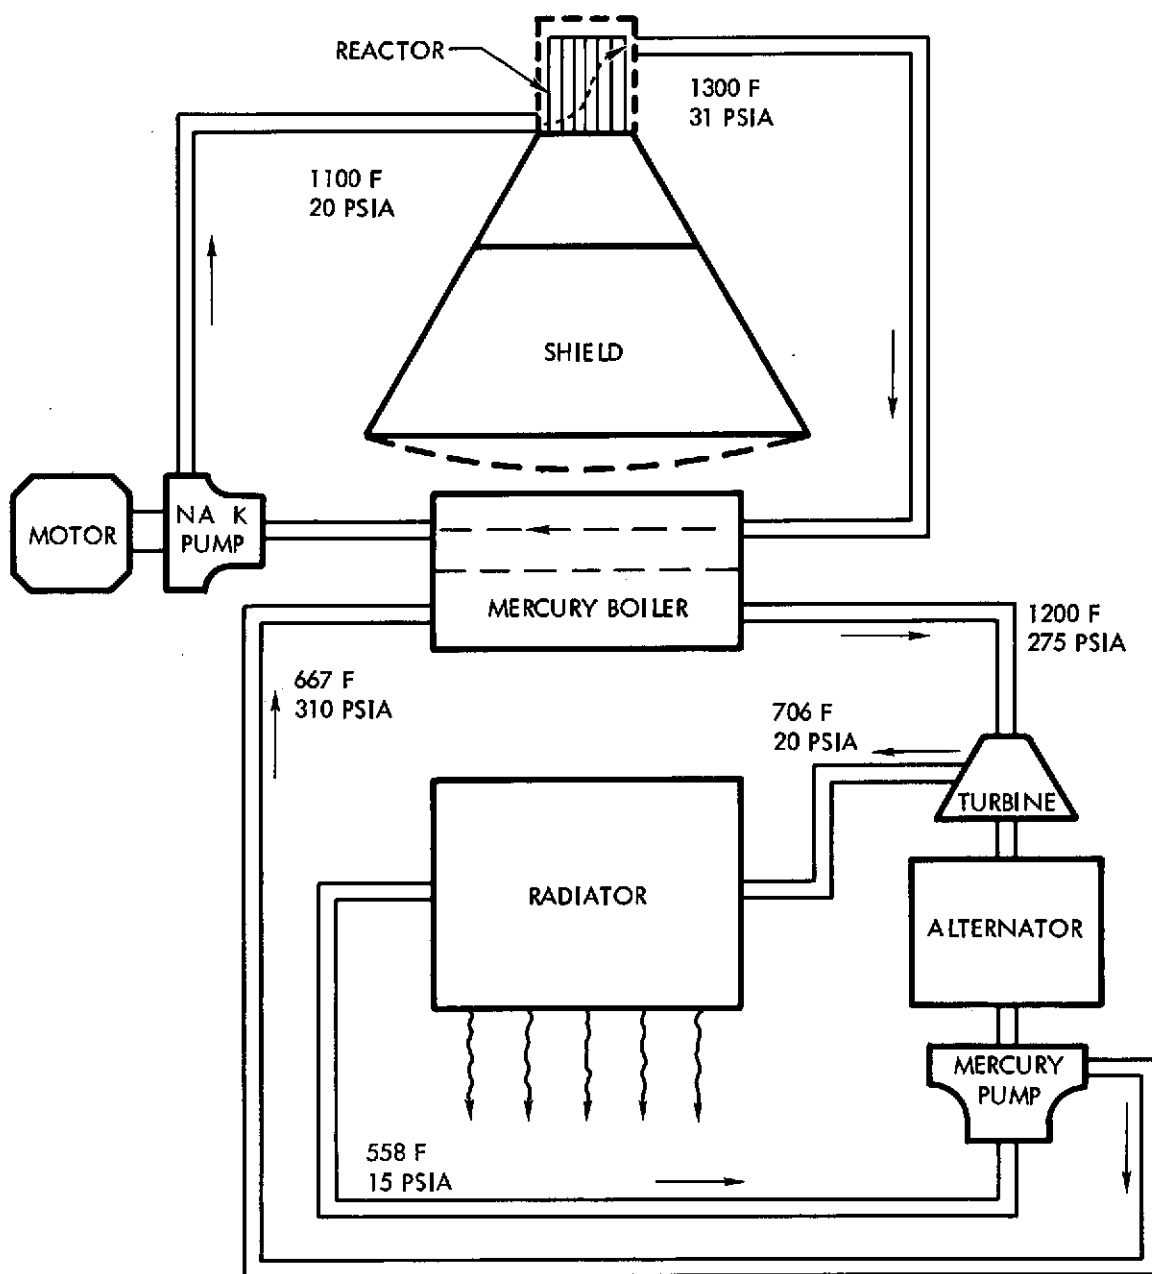 REACTOR
1300 F
31 PSIA
1100 F
20 PSIA
SHIELD
MOTOR
NA K
PUMP
MERCURY BOILER
1200 F
275 PSIA
667 F
310 PSIA
706 F
20 PSIA
TURBINE
RADIATOR
ALTERNATOR
MERCURY
PUMP
558 F
15 PSIA